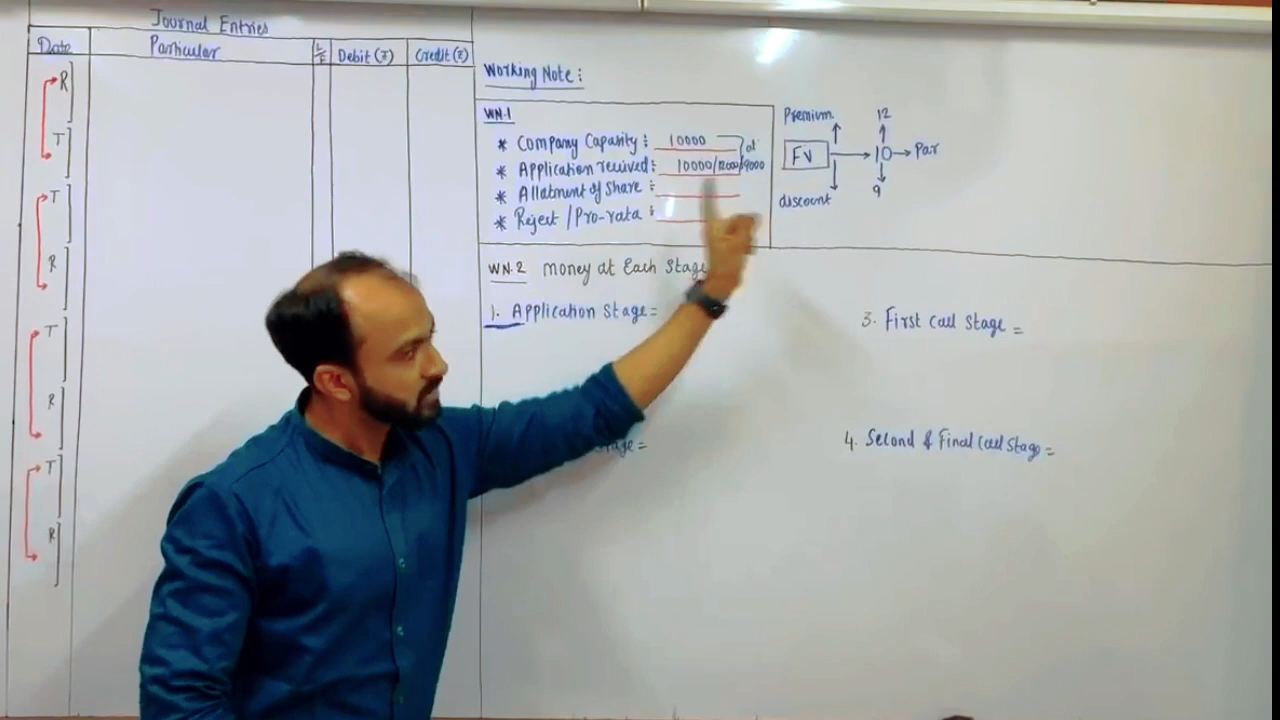 Journal Entries
Date Particular L/F Debit (₹) Credit (₹)
R
T
T
R
T
R
T
R
Working Note :
WN.1
* Company Capacity : 10000
* Application received : 10000/12000/9000
* Allotment of Share :
* Reject / Pro-rata :
Premium
FV
discount
12
10 → Par
9
WN.2 money at Each Stage
1. Application Stage =
Stage =
3. First Call Stage =
4. Second & Final Call Stage =